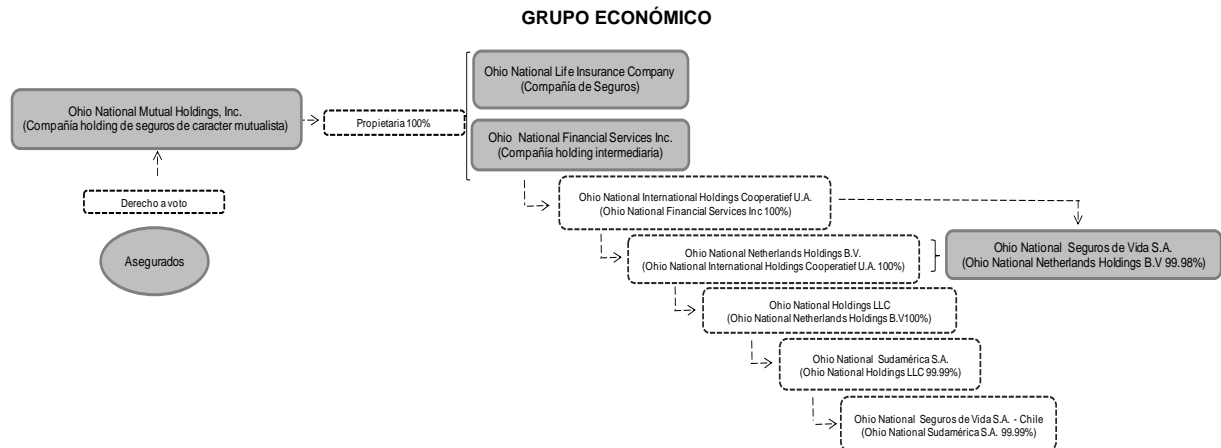 GRUPO ECONÓMICO
Ohio National Life Insurance Company
(Compañía de Seguros)
Ohio National Mutual Holdings, Inc.
(Compañía holding de seguros de caracter mutualista)
Propietaria 100%
Ohio National Financial Services Inc.
(Compañía holding intermediaria)
Derecho a voto
Asegurados
Ohio National International Holdings Cooperatief U.A.
(Ohio National Financial Services Inc 100%)
Ohio National Netherlands Holdings B.V.
(Ohio National International Holdings Cooperatief U.A. 100%)
Ohio National Seguros de Vida S.A.
(Ohio National Netherlands Holdings B.V 99.98%)
Ohio National Holdings LLC
(Ohio National Netherlands Holdings B.V100%)
Ohio National Sudamérica S.A.
(Ohio National Holdings LLC 99.99%)
Ohio National Seguros de Vida S.A. - Chile
(Ohio National Sudamérica S.A. 99.99%)